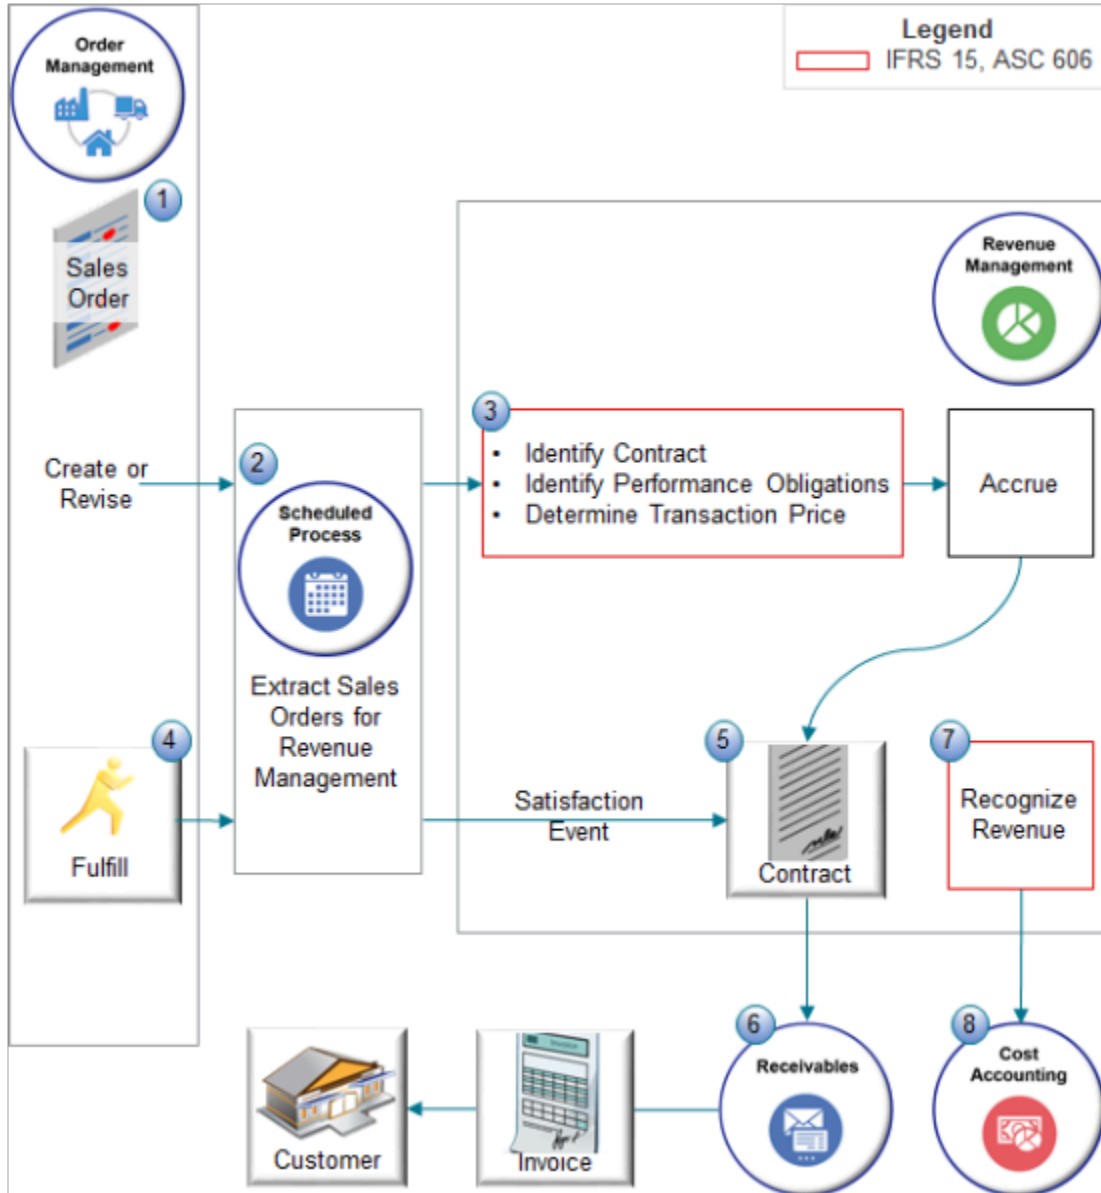 Order
Management
Legend
IFRS 15, ASC 606
1
Sales
Order
Revenue
Management
Create or
Revise
2
Scheduled
Process
Extract Sales
Orders for
Revenue
Management
3
• Identify Contract
• Identify Performance Obligations
• Determine Transaction Price
Accrue
4
Fulfill
Satisfaction
Event
5
Contract
7
Recognize
Revenue
6
Receivables
8
Cost
Accounting
Invoice
Invoice
Customer